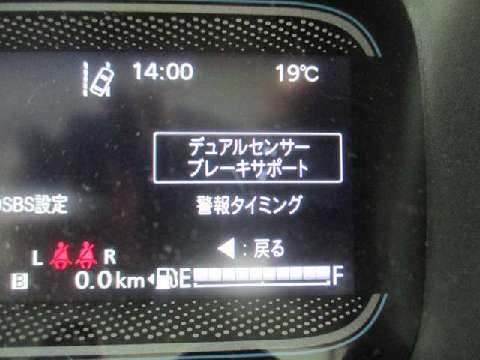 14:00 19℃
デュアルセンサー
ブレーキサポート
DSBS設定 警報タイミング
L R ◀:戻る
B 0.0km E F